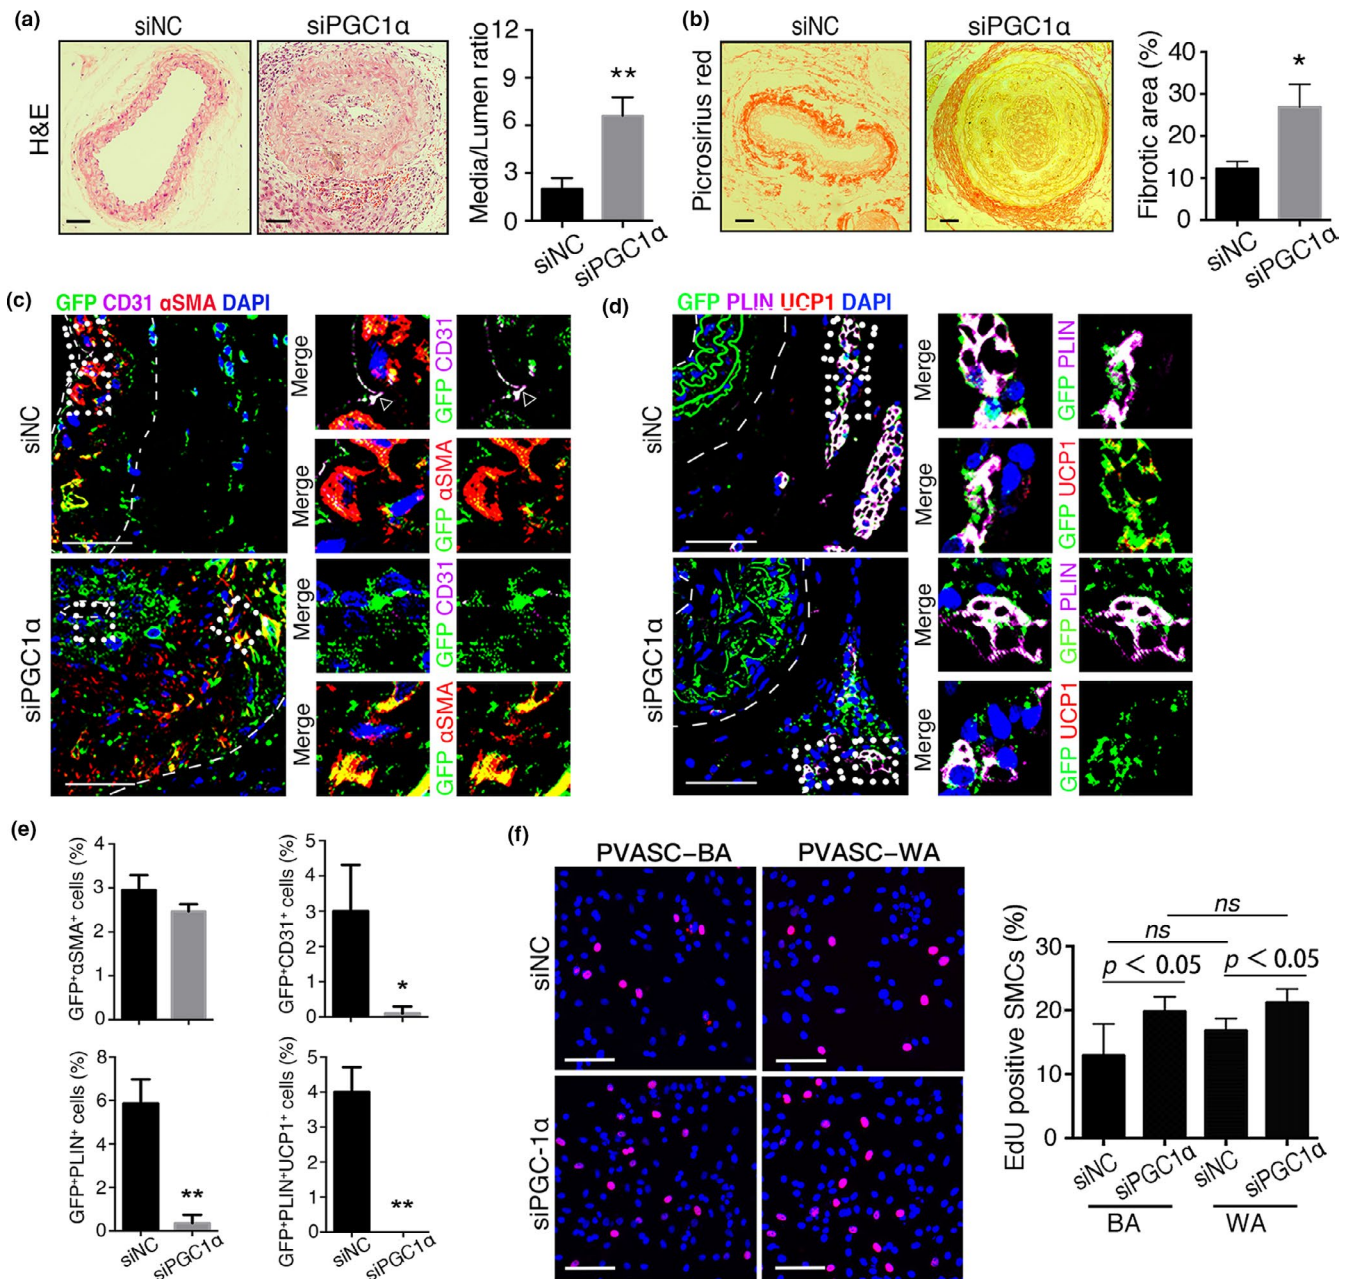 (a)
siNC
siPGC1α
H&E
Media/Lumen ratio
12
9
6
3
0
**
siNC
siPGC1α
(b)
siNC
siPGC1α
Picrosirius red
Fibrotic area (%)
40
30
20
10
0
*
siNC
siPGC1α
(c)
GFP CD31 αSMA DAPI
siNC
Merge
GFP CD31
Merge
GFP αSMA
siPGC1α
Merge
GFP CD31
Merge
GFP αSMA
(d)
GFP PLIN UCP1 DAPI
siNC
Merge
GFP PLIN
Merge
GFP UCP1
siPGC1α
Merge
GFP PLIN
Merge
GFP UCP1
(e)
GFP+αSMA+ cells (%)
4
3
2
1
0
GFP+CD31+ cells (%)
5
4
3
2
1
0
*
GFP+PLIN+ cells (%)
8
6
4
2
0
**
siNC
siPGC1α
GFP+PLIN+UCP1+ cells (%)
5
4
3
2
1
0
**
siNC
siPGC1α
(f)
PVASC–BA
PVASC–WA
siNC
siPGC-1α
EdU positive SMCs (%)
30
20
10
0
ns
ns
p < 0.05
p < 0.05
siNC
siPGC1α
siNC
siPGC1α
BA
WA